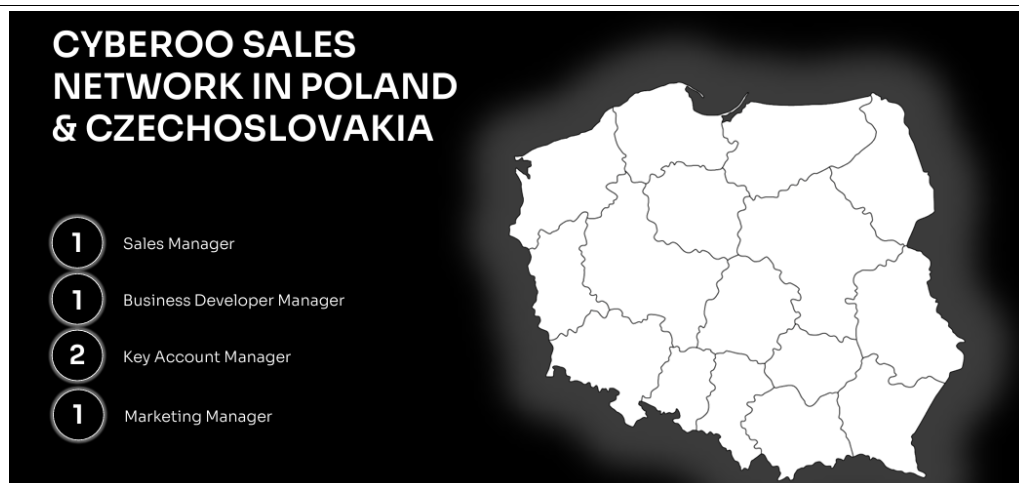 CYBEROO SALES
NETWORK IN POLAND
& CZECHOSLOVAKIA
1 Sales Manager
1 Business Developer Manager
2 Key Account Manager
1 Marketing Manager